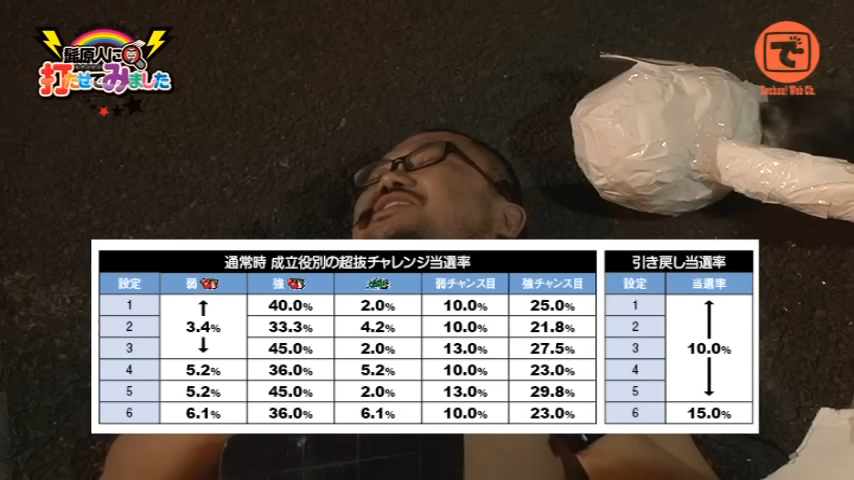 髭原人に
打たせてみました
で
Dechau! Web Ch.
通常時 成立役別の超抜チャレンジ当選率
設定 弱 強 弱チャンス目 強チャンス目
1 ↑ 40.0% 2.0% 10.0% 25.0%
2 3.4% 33.3% 4.2% 10.0% 21.8%
3 ↓ 45.0% 2.0% 13.0% 27.5%
4 5.2% 36.0% 5.2% 10.0% 23.0%
5 5.2% 45.0% 2.0% 13.0% 29.8%
6 6.1% 36.0% 6.1% 10.0% 23.0%
引き戻し当選率
設定 当選率
1 ↑
2
3 10.0%
4
5 ↓
6 15.0%